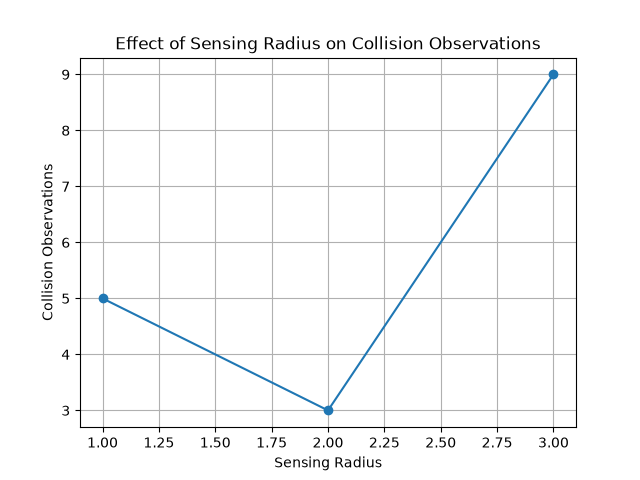 Effect of Sensing Radius on Collision Observations
Collision Observations
9
8
7
6
5
4
3
1.00 1.25 1.50 1.75 2.00 2.25 2.50 2.75 3.00
Sensing Radius